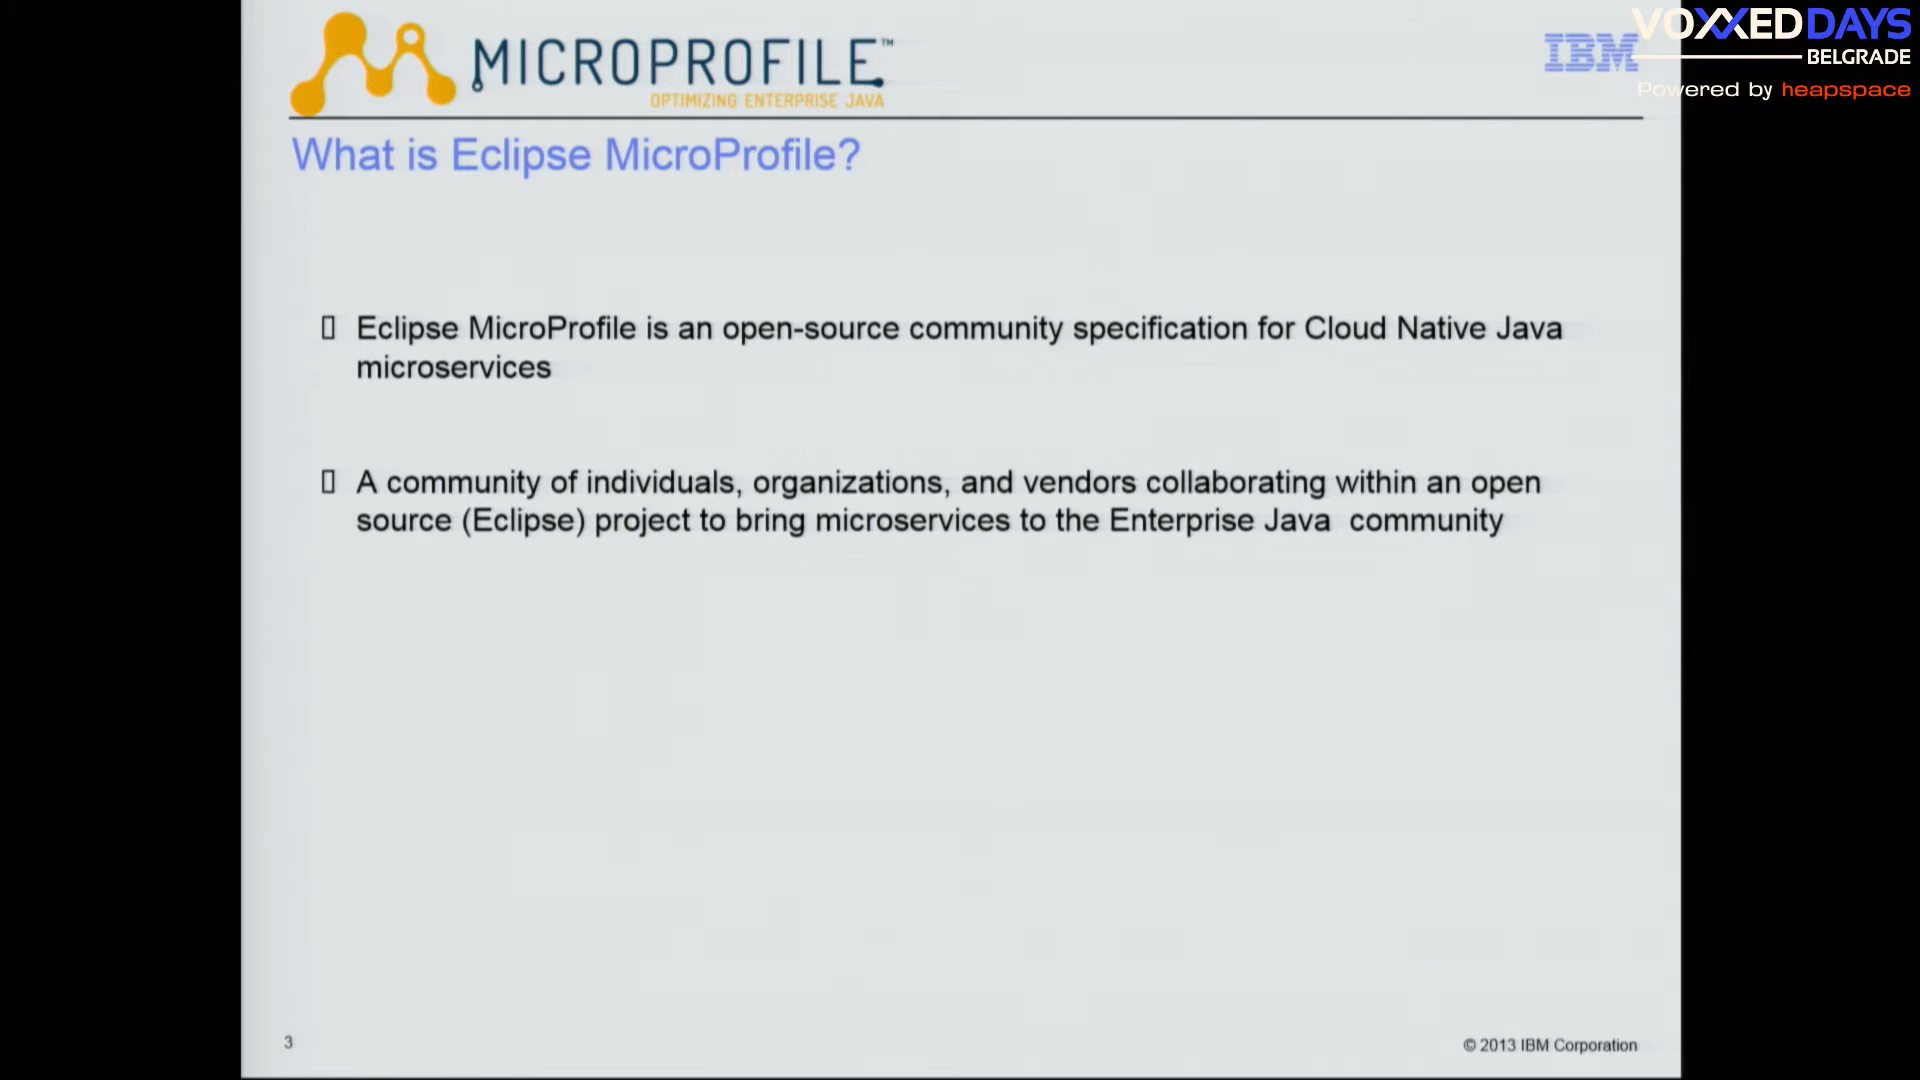 MICROPROFILE™
OPTIMIZING ENTERPRISE JAVA
IBM
VOXXED DAYS
BELGRADE
Powered by heapspace
What is Eclipse MicroProfile?
Eclipse MicroProfile is an open-source community specification for Cloud Native Java
microservices
A community of individuals, organizations, and vendors collaborating within an open
source (Eclipse) project to bring microservices to the Enterprise Java community
3
© 2013 IBM Corporation